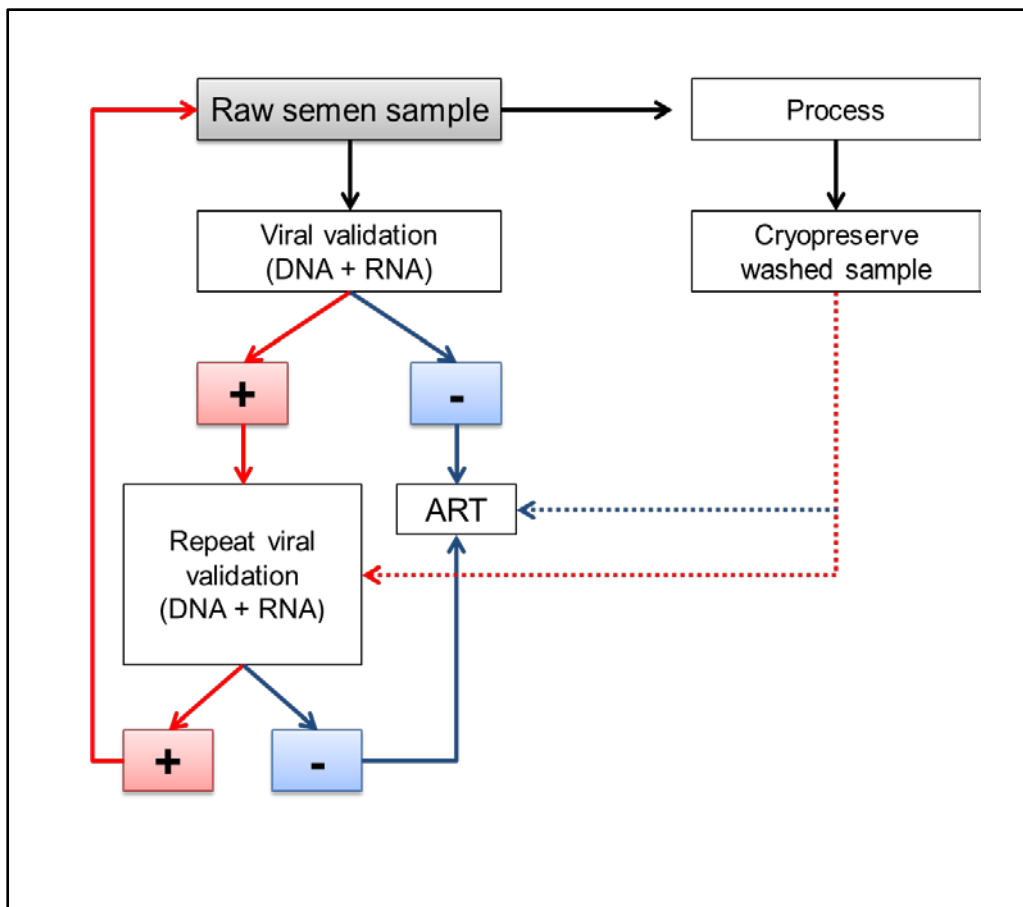 Raw semen sample
Process
Viral validation
(DNA + RNA)
Cryopreserve
washed sample
+
-
Repeat viral
validation
(DNA + RNA)
ART
+
-